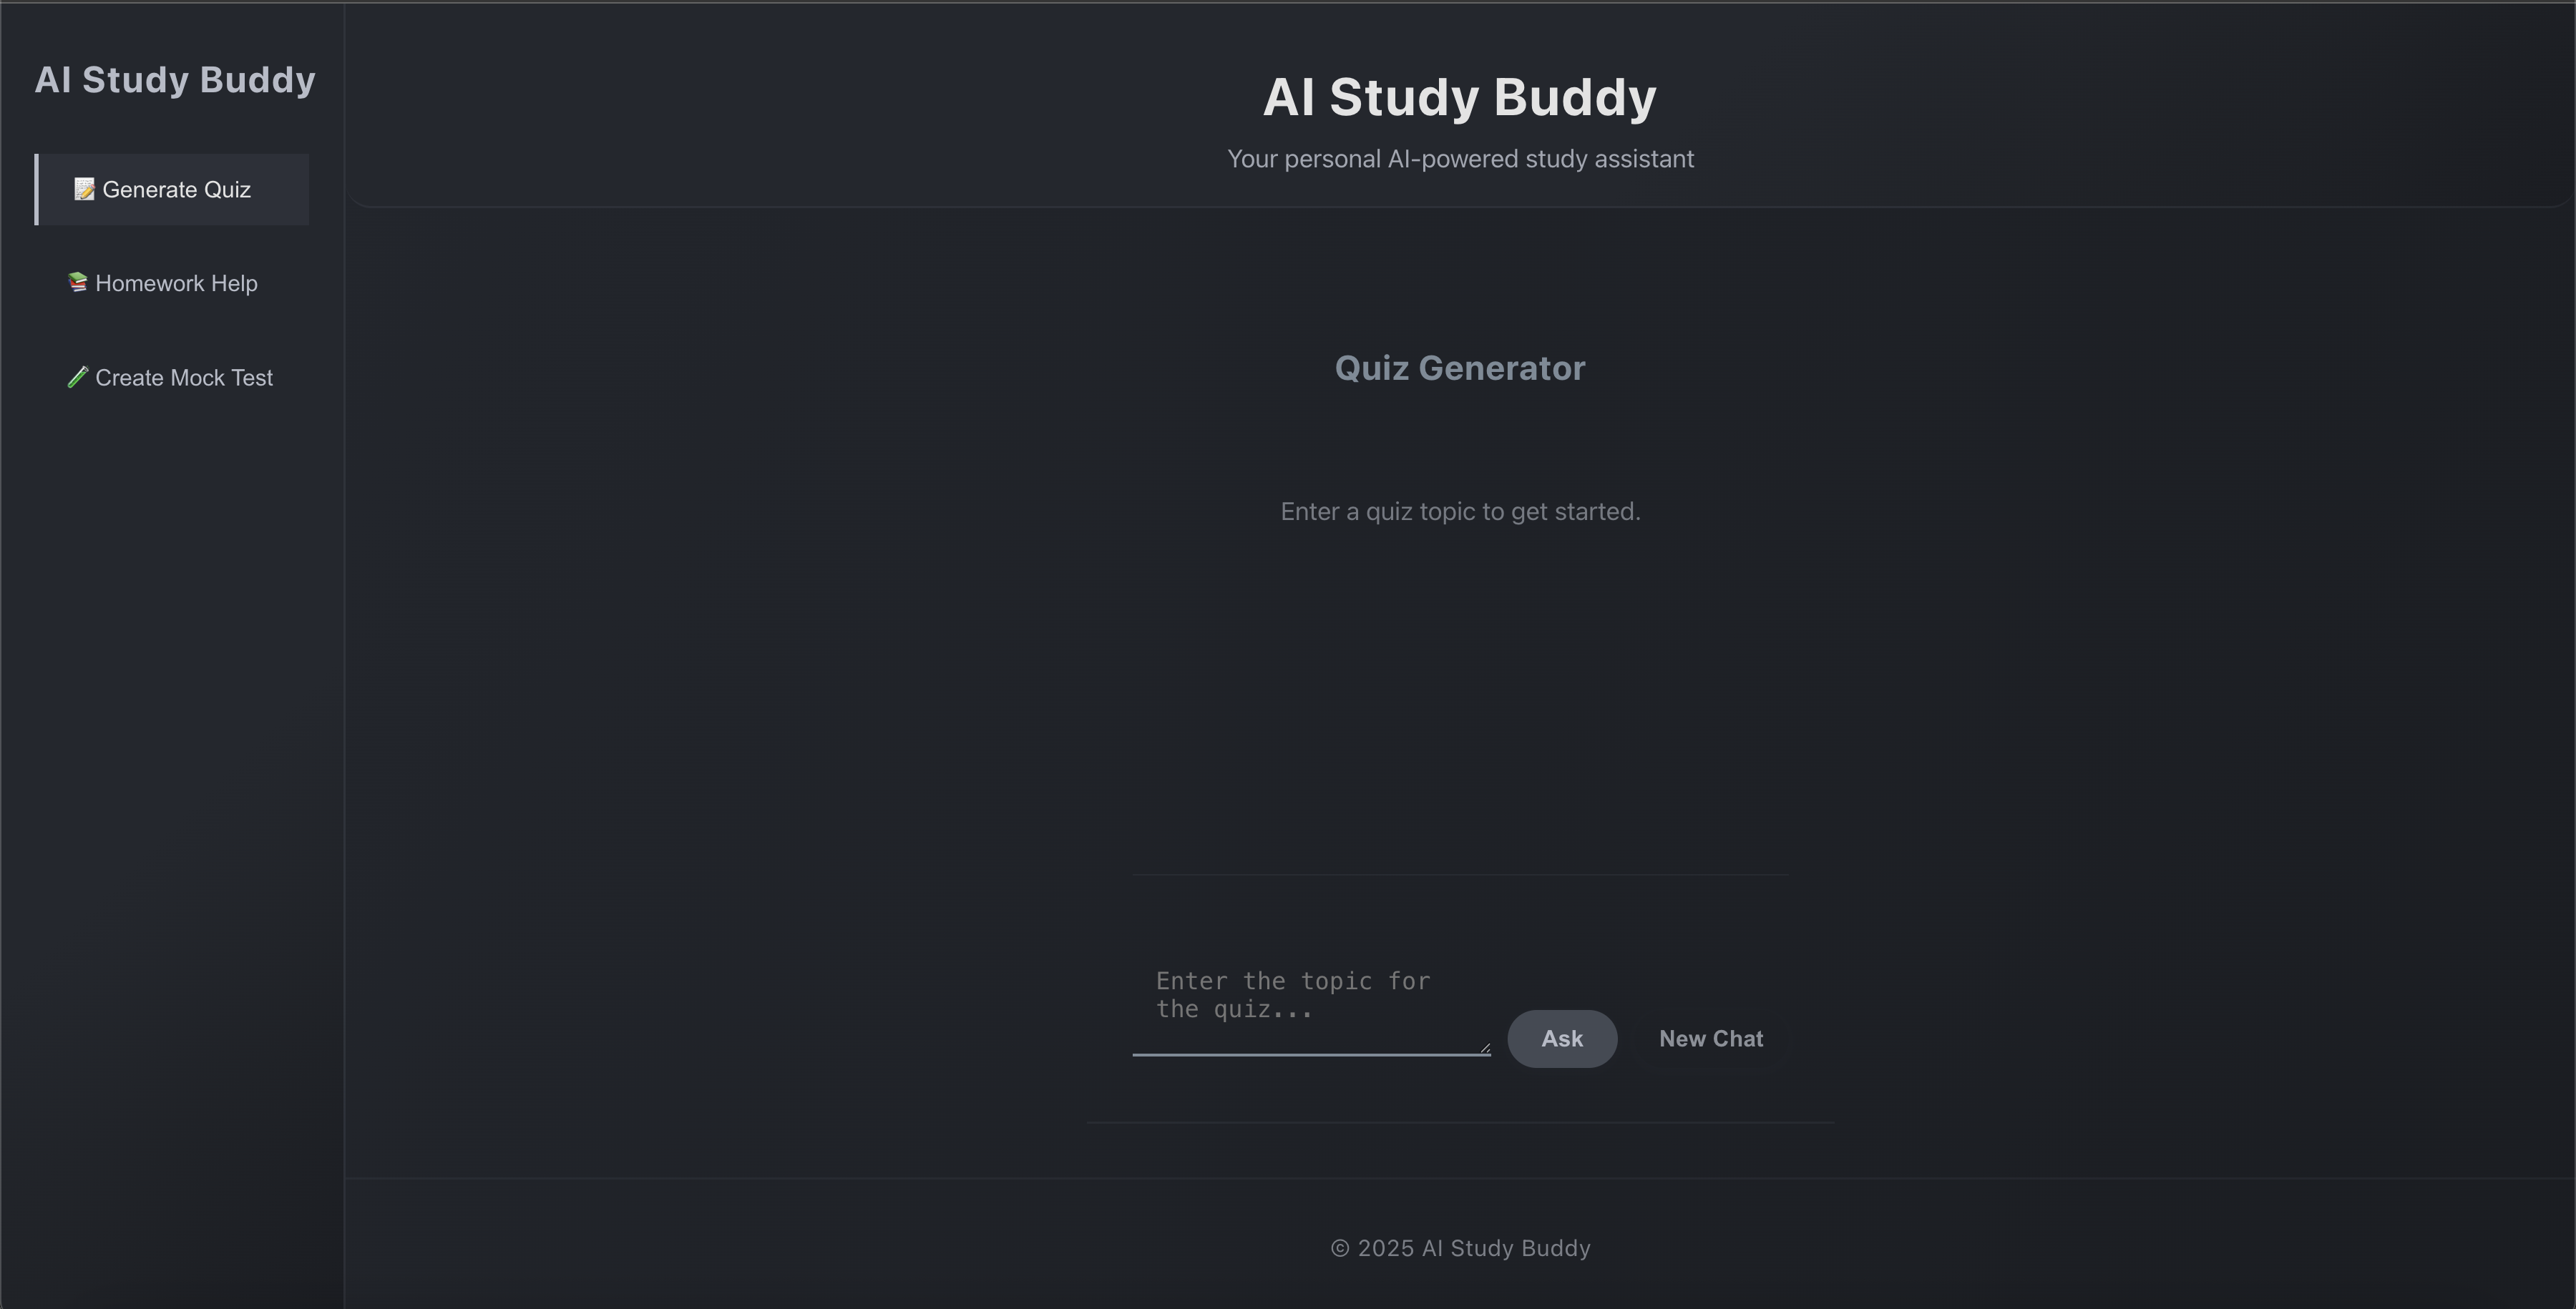 AI Study Buddy
📝 Generate Quiz
📚 Homework Help
🧪 Create Mock Test
AI Study Buddy
Your personal AI-powered study assistant
Quiz Generator
Enter a quiz topic to get started.
Enter the topic for
the quiz...
Ask
New Chat
© 2025 AI Study Buddy